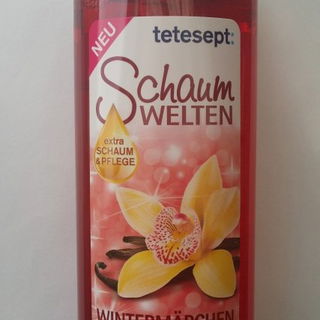 NEU
tetesept:
Schaum
WELTEN
extra
SCHAUM
& PFLEGE
WINTERMÄRCHEN